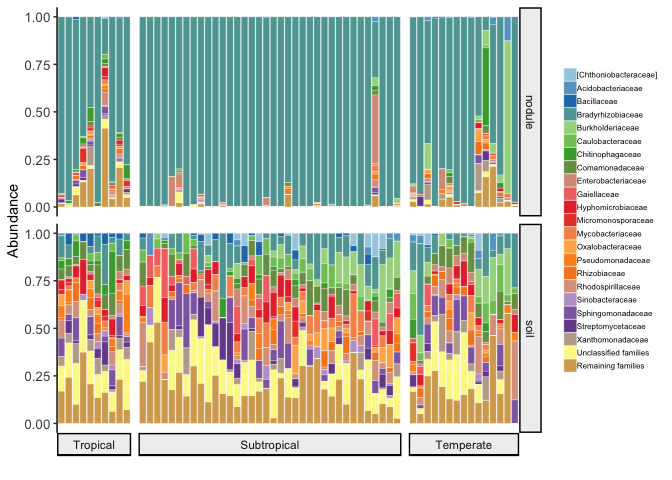 Abundance
1.00
0.75
0.50
0.25
0.00
nodule
1.00
0.75
0.50
0.25
0.00
soil
Tropical
Subtropical
Temperate
[Chthoniobacteraceae]
Acidobacteriaceae
Bacillaceae
Bradyrhizobiaceae
Burkholderiaceae
Caulobacteraceae
Chitinophagaceae
Comamonadaceae
Enterobacteriaceae
Gaiellaceae
Hyphomicrobiaceae
Micromonosporaceae
Mycobacteriaceae
Oxalobacteraceae
Pseudomonadaceae
Rhizobiaceae
Rhodospirillaceae
Sinobacteraceae
Sphingomonadaceae
Streptomycetaceae
Xanthomonadaceae
Unclassified families
Remaining families